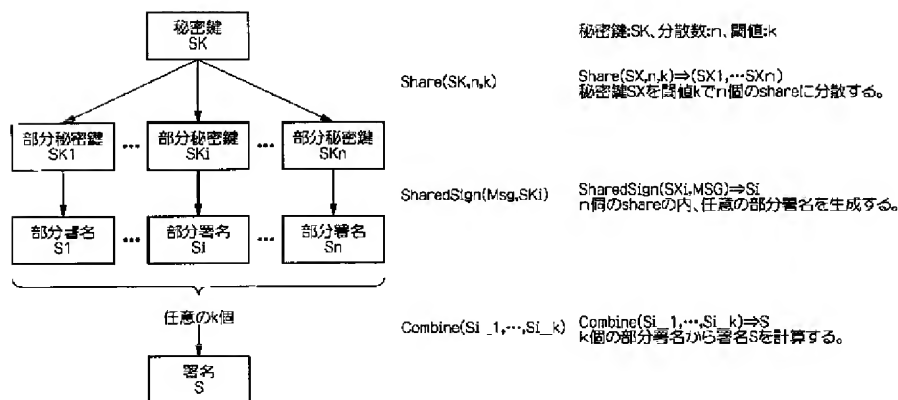 秘密鍵
SK
秘密鍵:SK、分散数:n、閾値:k
Share(SK,n,k)
Share(SX,n,k)⇒(SX1,…SXn)
秘密鍵SXを閾値kでn個のshareに分散する。
部分秘密鍵
SK1
…
部分秘密鍵
SKi
…
部分秘密鍵
SKn
SharedSign(Msg,SKi)
SharedSign(SXi,MSG)⇒Si
n個のshareの内、任意の部分署名を生成する。
部分署名
S1
…
部分署名
Si
…
部分署名
Sn
任意のk個
Combine(Si_1,…,Si_k)
Combine(Si_1,…,Si_k)⇒S
k個の部分署名から署名Sを計算する。
署名
S